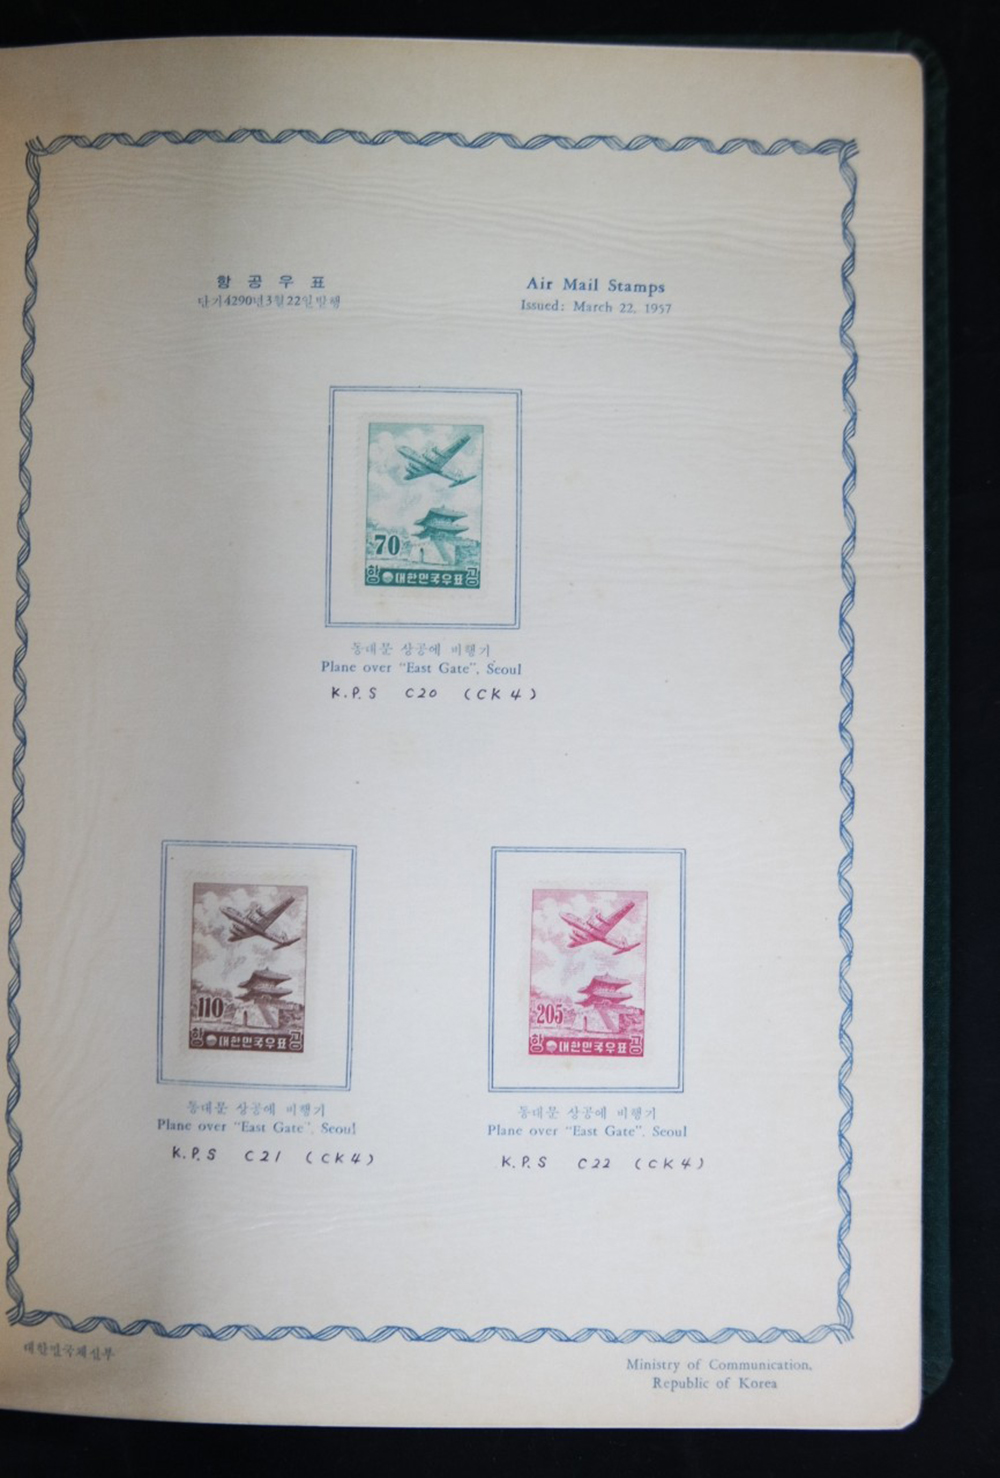 항 공 우 표
단기4290년3월22일발행
Air Mail Stamps
Issued: March 22, 1957
70
항 대한민국우표 공
동대문 상공에 비행기
Plane over "East Gate", Seoul
K.P.S C20 (CK4)
110
항 대한민국우표 공
동대문 상공에 비행기
Plane over "East Gate", Seoul
K.P.S C21 (CK4)
205
항 대한민국우표 공
동대문 상공에 비행기
Plane over "East Gate", Seoul
K.P.S C22 (CK4)
대한민국체신부
Ministry of Communication,
Republic of Korea